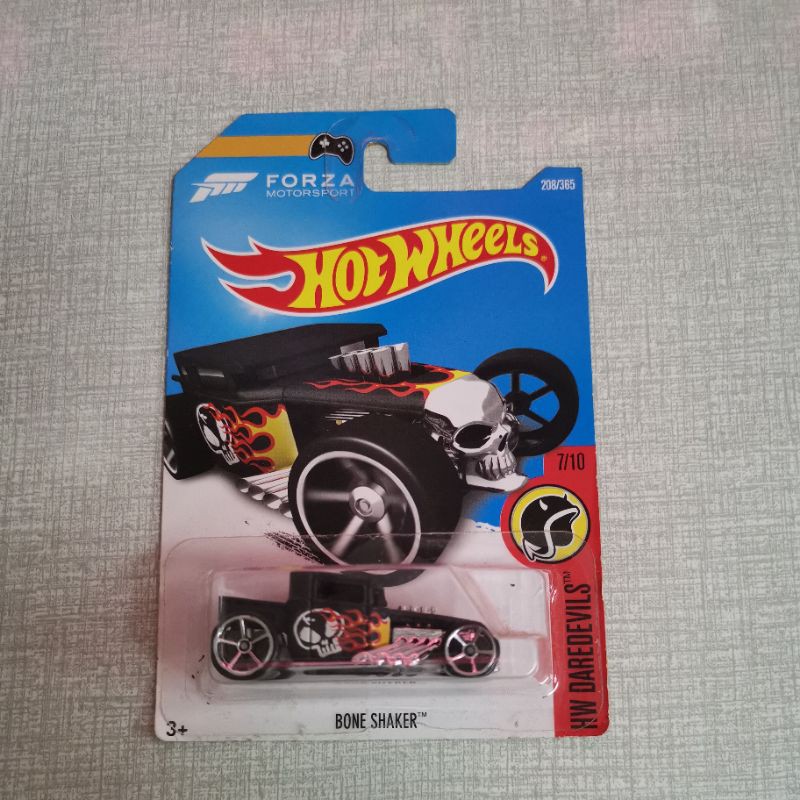 FORZA
MOTORSPORT
208/365
HOT WHEELS
7/10
HW DAREDEVILS™
BONE SHAKER™
3+